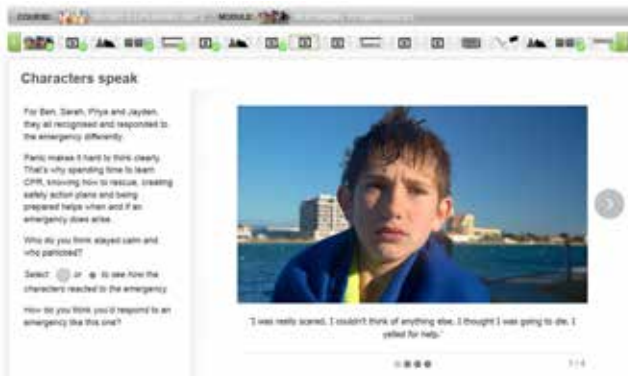 COURSE:
MODULE:
Characters speak
For Ben, Sarah, Priya and Jayden,
they all recognised and responded to
the emergency differently.
Panic makes it hard to think clearly.
That's why spending time to learn
CPR, knowing how to rescue, creating
safety action plans and being
prepared helps when and if an
emergency does arise.
Who do you think stayed calm and
who panicked?
Select or to see how the
characters reacted to the emergency.
How do you think you'd respond to an
emergency like this one?
"I was really scared, I couldn't think of anything else, I thought I was going to die. I
yelled for help."
1 / 4